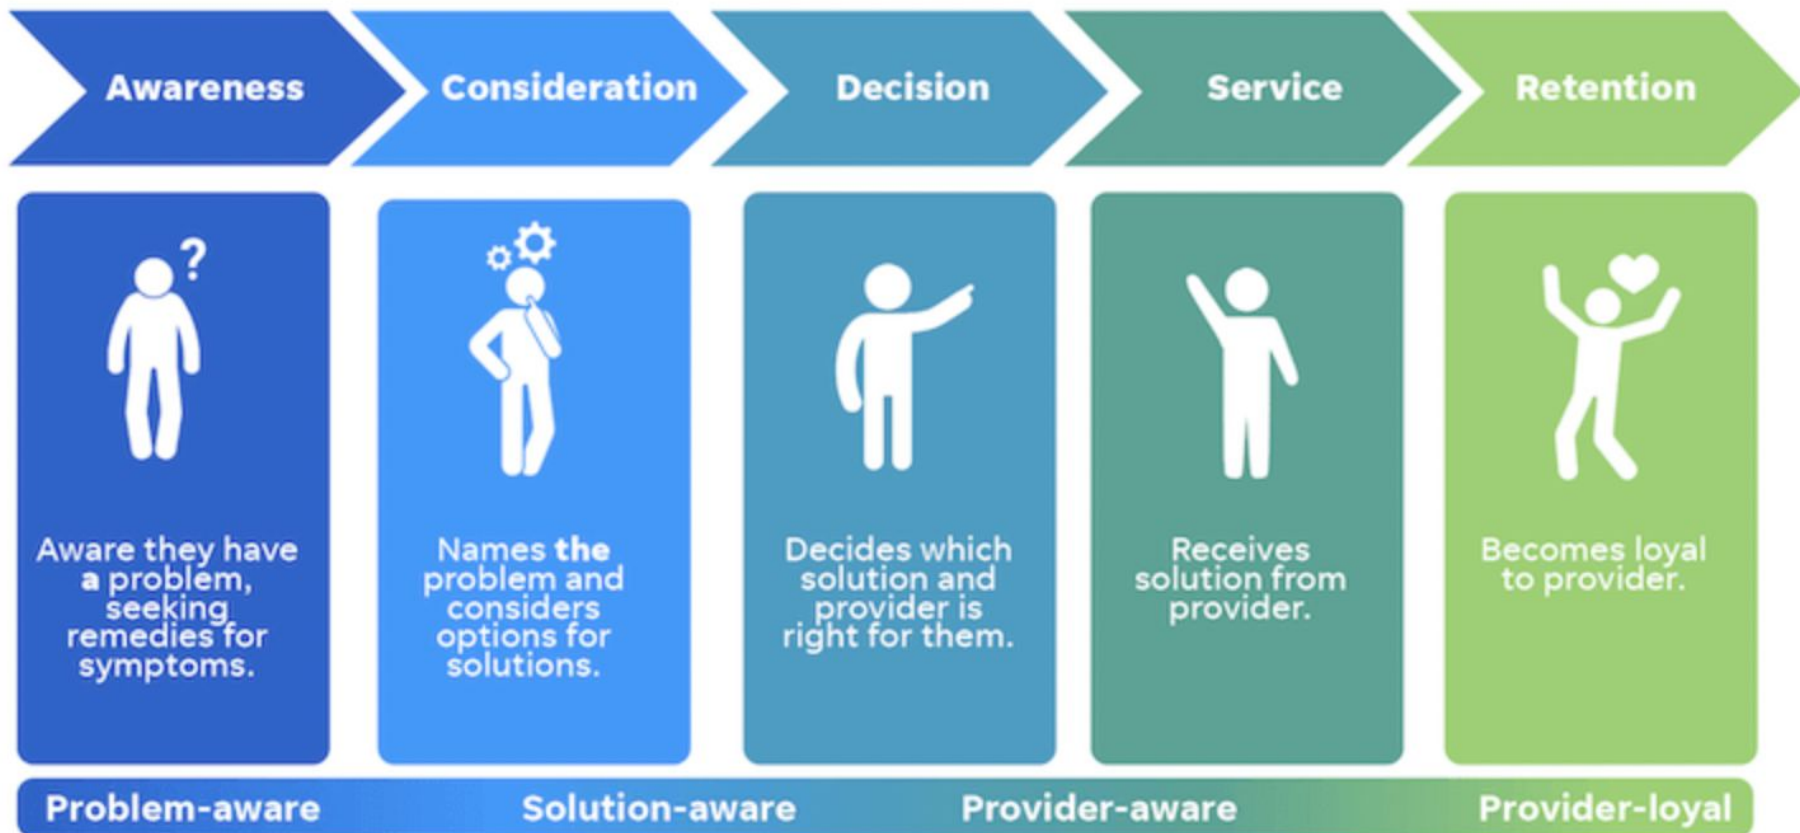 Awareness
Consideration
Decision
Service
Retention
?
Aware they have
a problem,
seeking
remedies for
symptoms.
Names the
problem and
considers
options for
solutions.
Decides which
solution and
provider is
right for them.
Receives
solution from
provider.
Becomes loyal
to provider.
Problem-aware
Solution-aware
Provider-aware
Provider-loyal